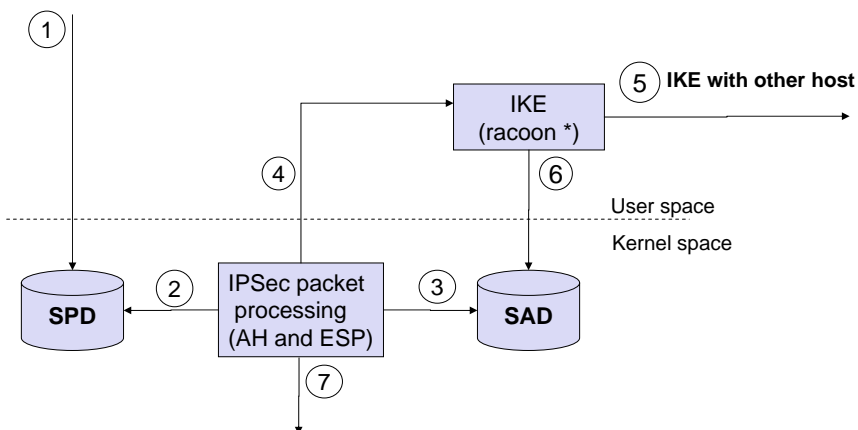 1
5 IKE with other host
IKE
(racoon *)
4
6
User space
Kernel space
2
IPSec packet
processing
(AH and ESP)
3
SPD
SAD
7